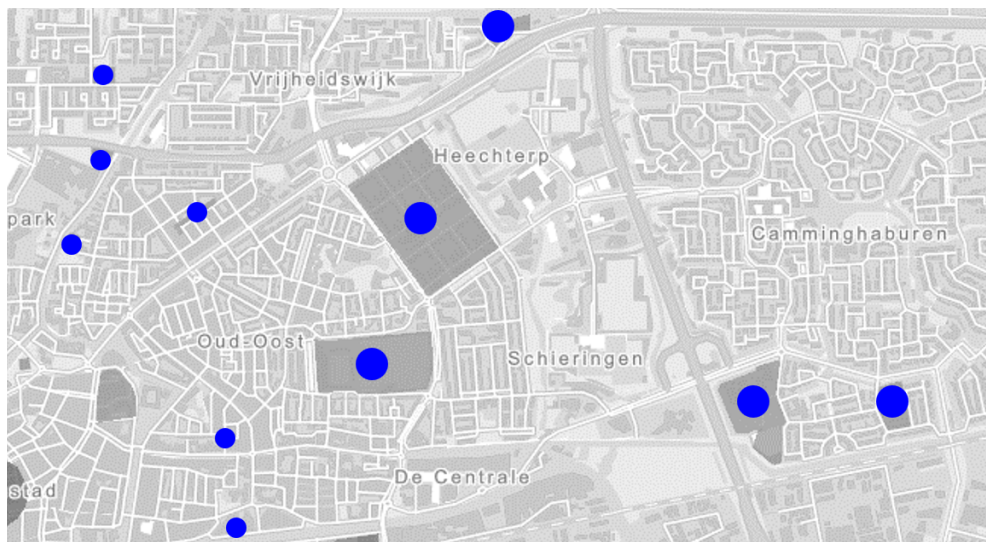 Vrijheidswijk
Heechterp
park
Camminghaburen
Oud-Oost
Schieringen
De Centrale
stad